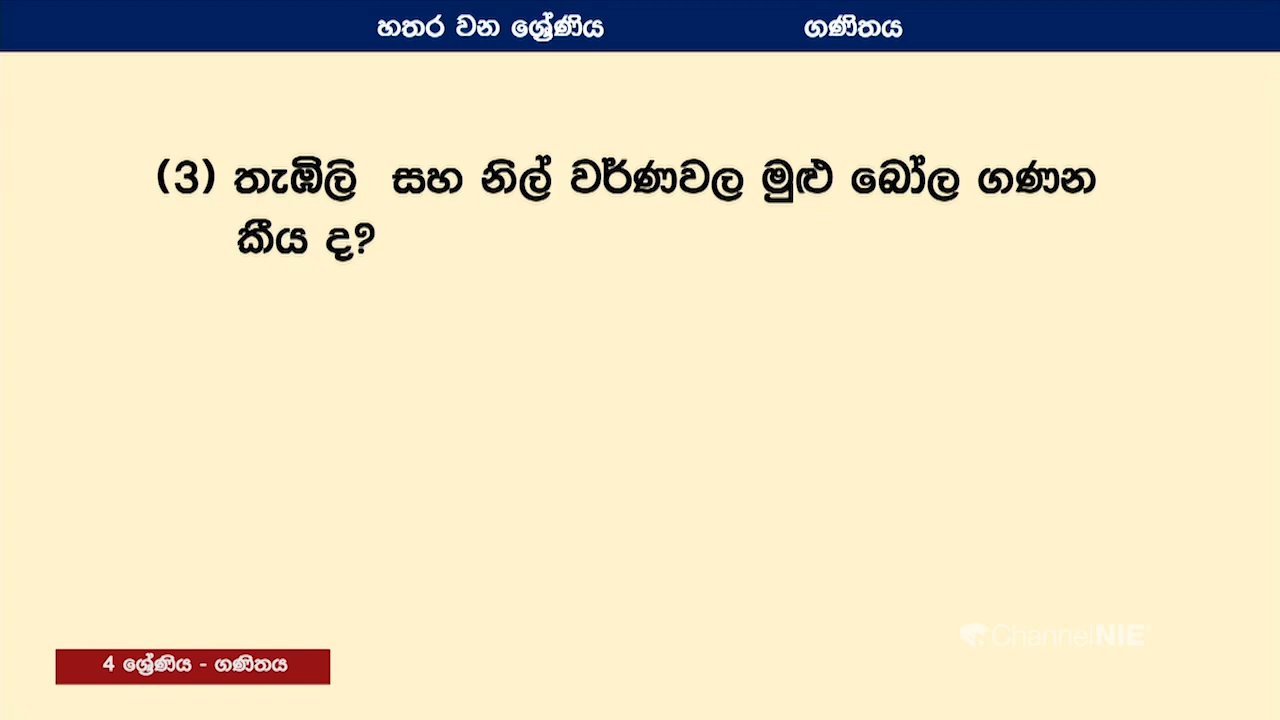 හතර වන ශ්‍රේණිය ගණිතය
(3) තැඹිලි සහ නිල් වර්ණවල මුළු බෝල ගණන
කීය ද?
ChannelNIE
4 ශ්‍රේණිය - ගණිතය